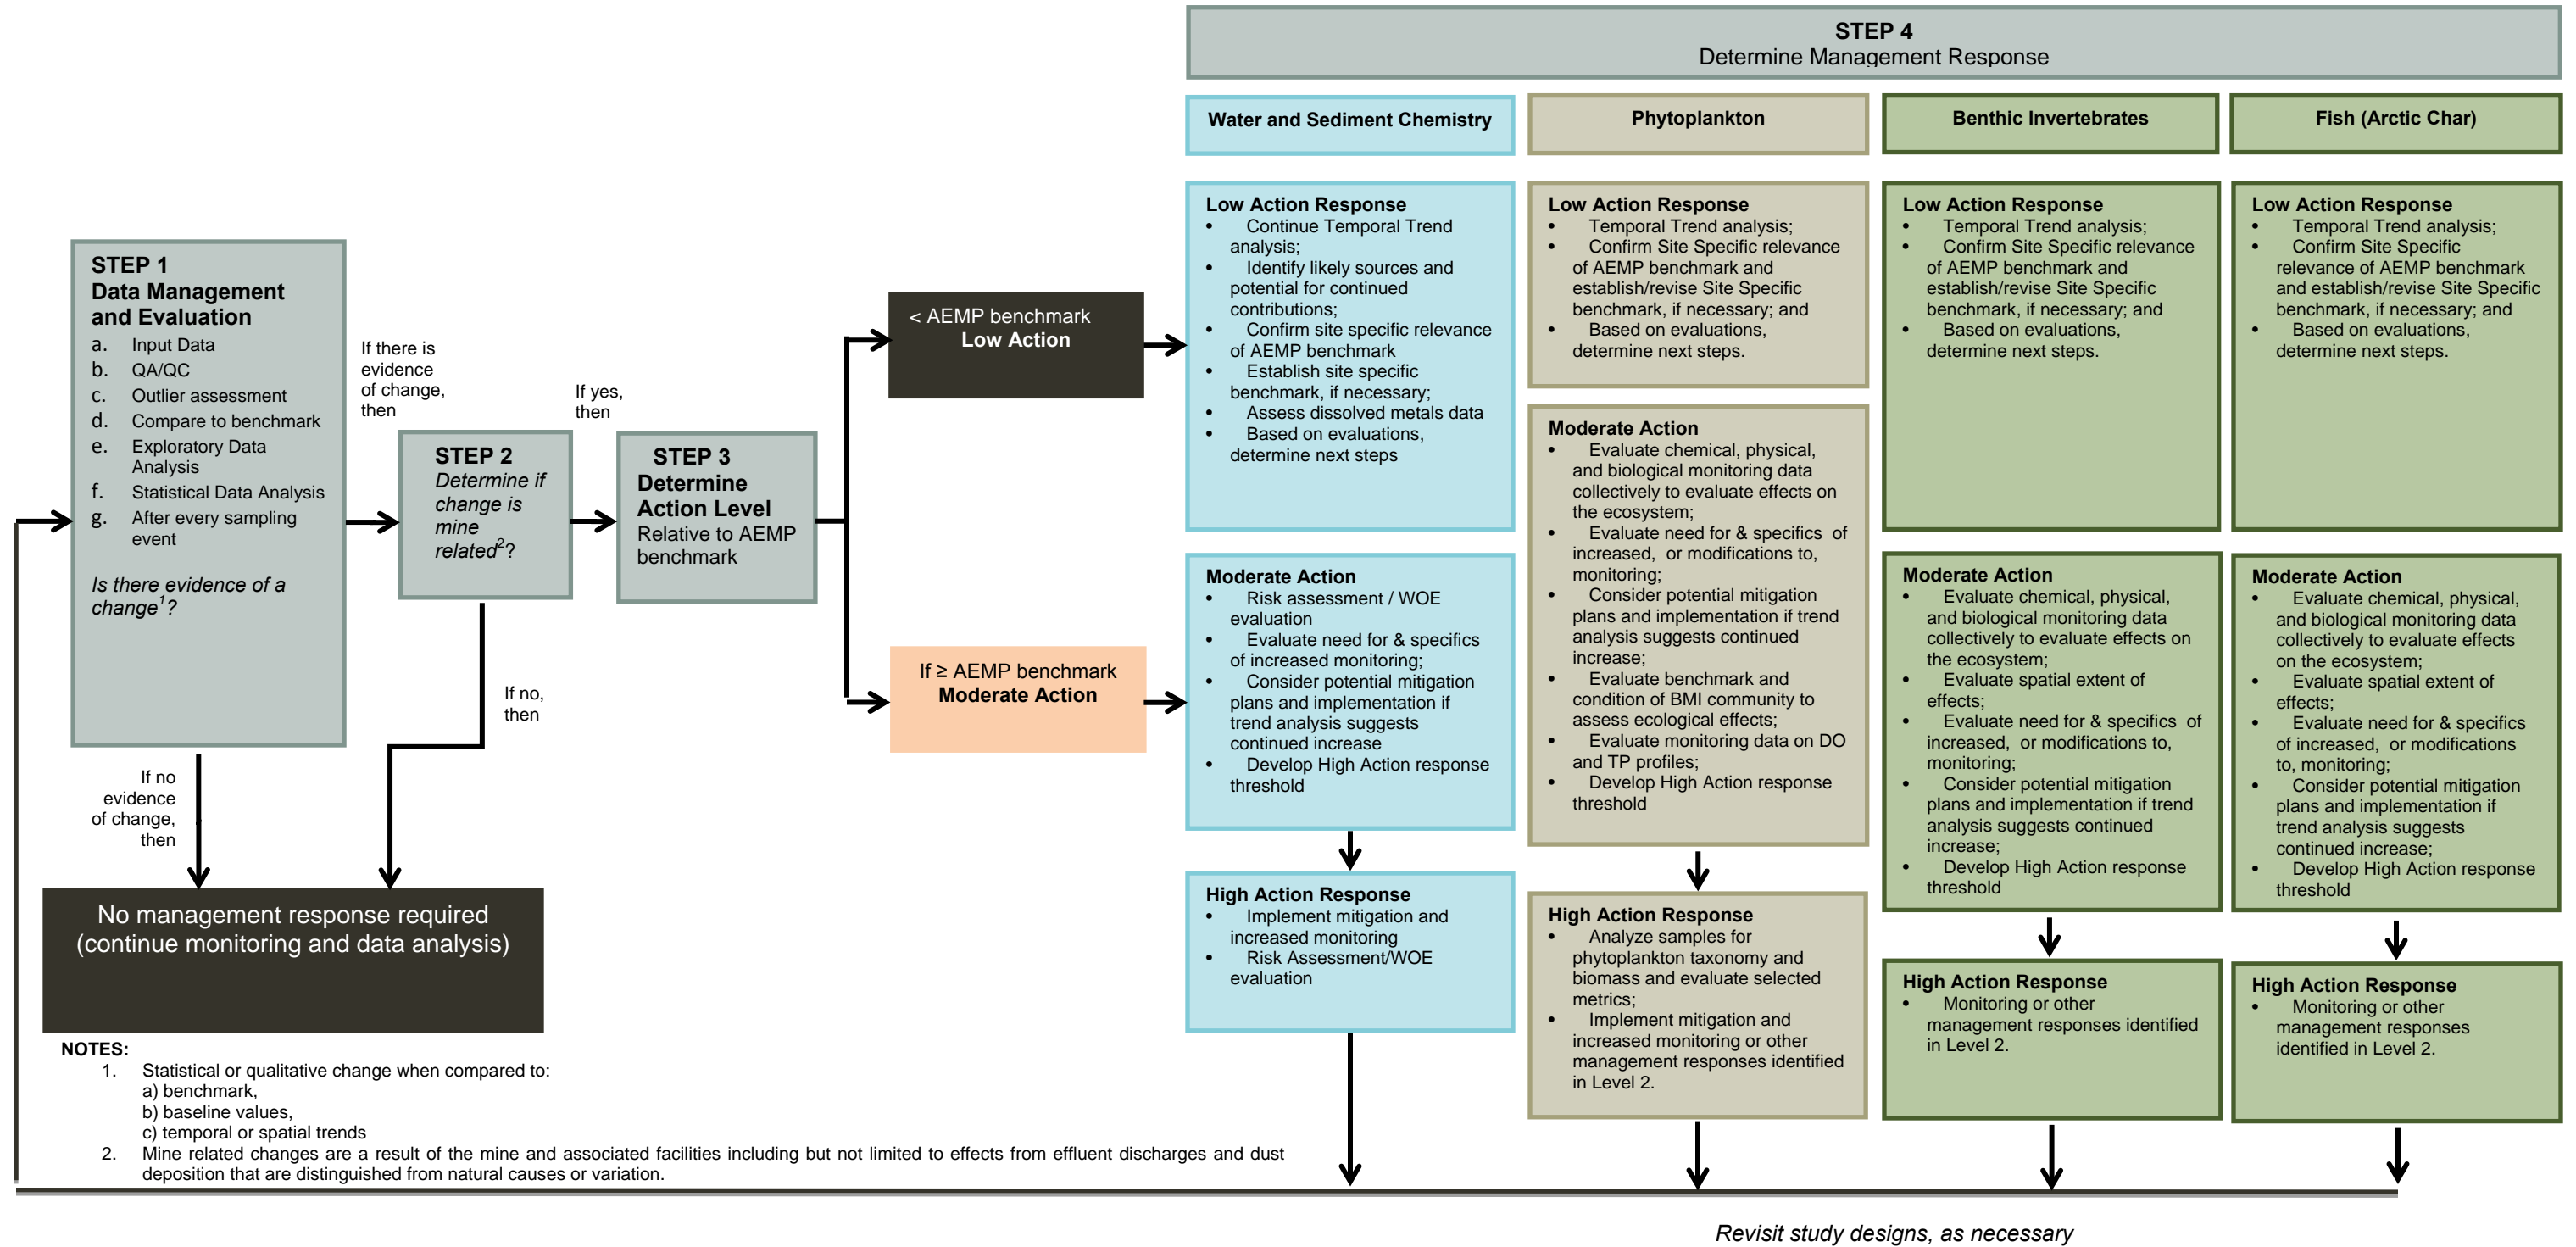 STEP 4
Determine Management Response
Water and Sediment Chemistry
Phytoplankton
Benthic Invertebrates
Fish (Arctic Char)
STEP 1
Data Management
and Evaluation
a. Input Data
b. QA/QC
c. Outlier assessment
d. Compare to benchmark
e. Exploratory Data
Analysis
f. Statistical Data Analysis
g. After every sampling
event
Is there evidence of a
change1?
If there is
evidence
of change,
then
If no
evidence
of change,
then
STEP 2
Determine if
change is
mine
related2?
If yes,
then
If no,
then
STEP 3
Determine
Action Level
Relative to AEMP
benchmark
< AEMP benchmark
Low Action
If ≥ AEMP benchmark
Moderate Action
No management response required
(continue monitoring and data analysis)
Low Action Response
• Continue Temporal Trend
analysis;
• Identify likely sources and
potential for continued
contributions;
• Confirm site specific relevance
of AEMP benchmark
• Establish site specific
benchmark, if necessary;
• Assess dissolved metals data
• Based on evaluations,
determine next steps
Moderate Action
• Risk assessment / WOE
evaluation
• Evaluate need for & specifics
of increased monitoring;
• Consider potential mitigation
plans and implementation if
trend analysis suggests
continued increase
• Develop High Action response
threshold
High Action Response
• Implement mitigation and
increased monitoring
• Risk Assessment/WOE
evaluation
Low Action Response
• Temporal Trend analysis;
• Confirm Site Specific relevance
of AEMP benchmark and
establish/revise Site Specific
benchmark, if necessary; and
• Based on evaluations,
determine next steps.
Moderate Action
• Evaluate chemical, physical,
and biological monitoring data
collectively to evaluate effects on
the ecosystem;
• Evaluate need for & specifics of
increased, or modifications to,
monitoring;
• Consider potential mitigation
plans and implementation if trend
analysis suggests continued
increase;
• Evaluate benchmark and
condition of BMI community to
assess ecological effects;
• Evaluate monitoring data on DO
and TP profiles;
• Develop High Action response
threshold
High Action Response
• Analyze samples for
phytoplankton taxonomy and
biomass and evaluate selected
metrics;
• Implement mitigation and
increased monitoring or other
management responses identified
in Level 2.
Low Action Response
• Temporal Trend analysis;
• Confirm Site Specific relevance
of AEMP benchmark and
establish/revise Site Specific
benchmark, if necessary; and
• Based on evaluations,
determine next steps.
Moderate Action
• Evaluate chemical, physical,
and biological monitoring data
collectively to evaluate effects on
the ecosystem;
• Evaluate spatial extent of
effects;
• Evaluate need for & specifics of
increased, or modifications to,
monitoring;
• Consider potential mitigation
plans and implementation if trend
analysis suggests continued
increase;
• Develop High Action response
threshold
High Action Response
• Monitoring or other
management responses identified
in Level 2.
Low Action Response
• Temporal Trend analysis;
• Confirm Site Specific
relevance of AEMP benchmark
and establish/revise Site Specific
benchmark, if necessary; and
• Based on evaluations,
determine next steps.
Moderate Action
• Evaluate chemical, physical,
and biological monitoring data
collectively to evaluate effects
on the ecosystem;
• Evaluate spatial extent of
effects;
• Evaluate need for & specifics
of increased, or modifications
to, monitoring;
• Consider potential mitigation
plans and implementation if
trend analysis suggests
continued increase;
• Develop High Action response
threshold
High Action Response
• Monitoring or other
management responses
identified in Level 2.
NOTES:
1. Statistical or qualitative change when compared to:
a) benchmark,
b) baseline values,
c) temporal or spatial trends
2. Mine related changes are a result of the mine and associated facilities including but not limited to effects from effluent discharges and dust
deposition that are distinguished from natural causes or variation.
Revisit study designs, as necessary